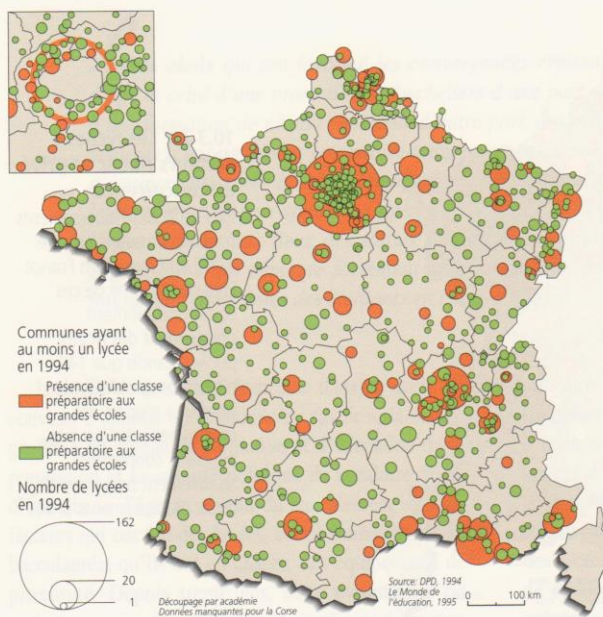 Communes ayant
au moins un lycée
en 1994
Présence d'une classe
préparatoire aux
grandes écoles
Absence d'une classe
préparatoire aux
grandes écoles
Nombre de lycées
en 1994
162
20
1
Découpage par académie
Données manquantes pour la Corse
Source: DPD, 1994
Le Monde de
l'éducation, 1995
0 100 km